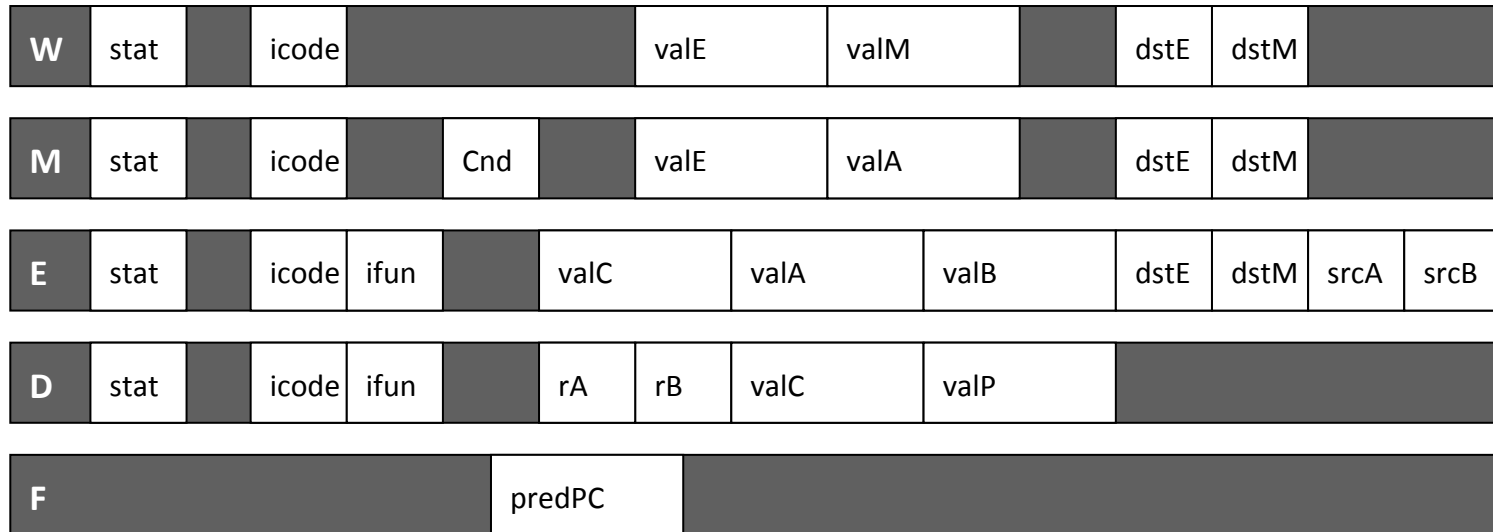 W stat icode valE valM dstE dstM
M stat icode Cnd valE valA dstE dstM
E stat icode ifun valC valA valB dstE dstM srcA srcB
D stat icode ifun rA rB valC valP
F predPC